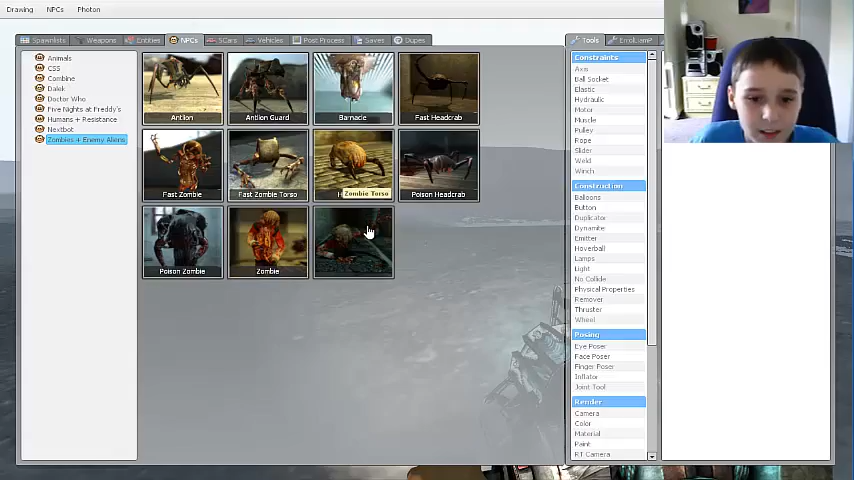 Drawing NPCs Photon
Spawnlists Weapons Entities NPCs SCars Vehicles Post Process Saves Dupes Tools
Animals
CSS
Combine
Dalek
Doctor Who
Five Nights at Freddy's
Humans + Resistance
Nextbot
Zombies + Enemy Aliens
Antlion Antlion Guard Barnacle Fast Headcrab
Fast Zombie Fast Zombie Torso Zombie Torso Poison Headcrab
Poison Zombie Zombie
Constraints
Axis
Ball Socket
Elastic
Hydraulic
Motor
Muscle
Pulley
Rope
Slider
Weld
Winch
Construction
Balloons
Button
Duplicator
Dynamite
Emitter
Hoverball
Lamps
Light
No Collide
Physical Properties
Remover
Thruster
Wheel
Posing
Eye Poser
Face Poser
Finger Poser
Inflator
Joint Tool
Render
Camera
Color
Material
Paint
RT Camera